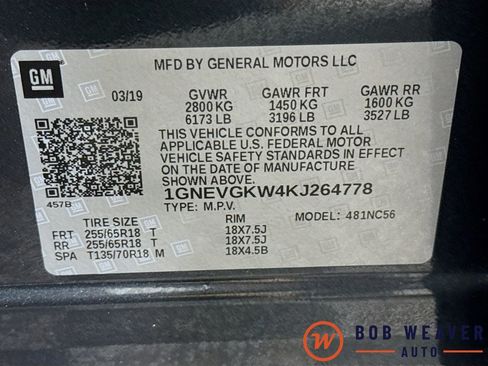 GM
MFD BY GENERAL MOTORS LLC
03/19 GVWR GAWR FRT GAWR RR
2800 KG 1450 KG 1600 KG
6173 LB 3196 LB 3527 LB
THIS VEHICLE CONFORMS TO ALL
APPLICABLE U.S. FEDERAL MOTOR
VEHICLE SAFETY STANDARDS IN EFFECT
ON THE DATE OF MANUFACTURE
SHOWN ABOVE.
1GNEVGKW4KJ264778
457B TYPE: M.P.V. MODEL: 481NC56
TIRE SIZE RIM
FRT 255/65R18 T 18X7.5J
RR 255/65R18 T 18X7.5J
SPA T135/70R18 M 18X4.5B
W
BOB WEAVER
AUTO